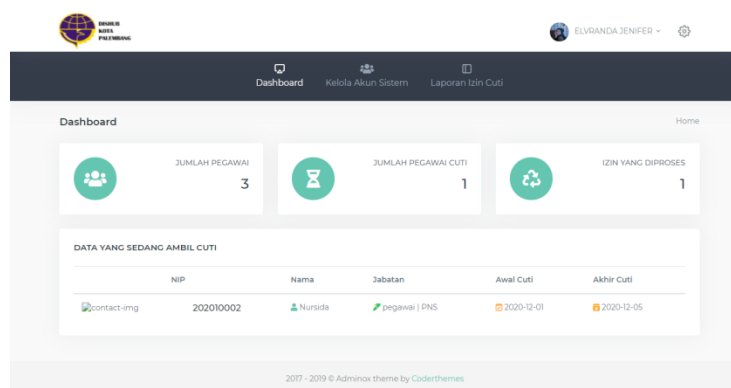 DISHUB
KOTA
PALEMBANG
ELVRANDA JENIFER
Dashboard Kelola Akun Sistem Laporan Izin Cuti
Dashboard Home
JUMLAH PEGAWAI
3
JUMLAH PEGAWAI CUTI
1
IZIN YANG DIPROSES
1
DATA YANG SEDANG AMBIL CUTI
NIP Nama Jabatan Awal Cuti Akhir Cuti
contact-img 202010002 Nursida pegawai | PNS 2020-12-01 2020-12-05
2017 - 2019 © Adminox theme by Coderthemes